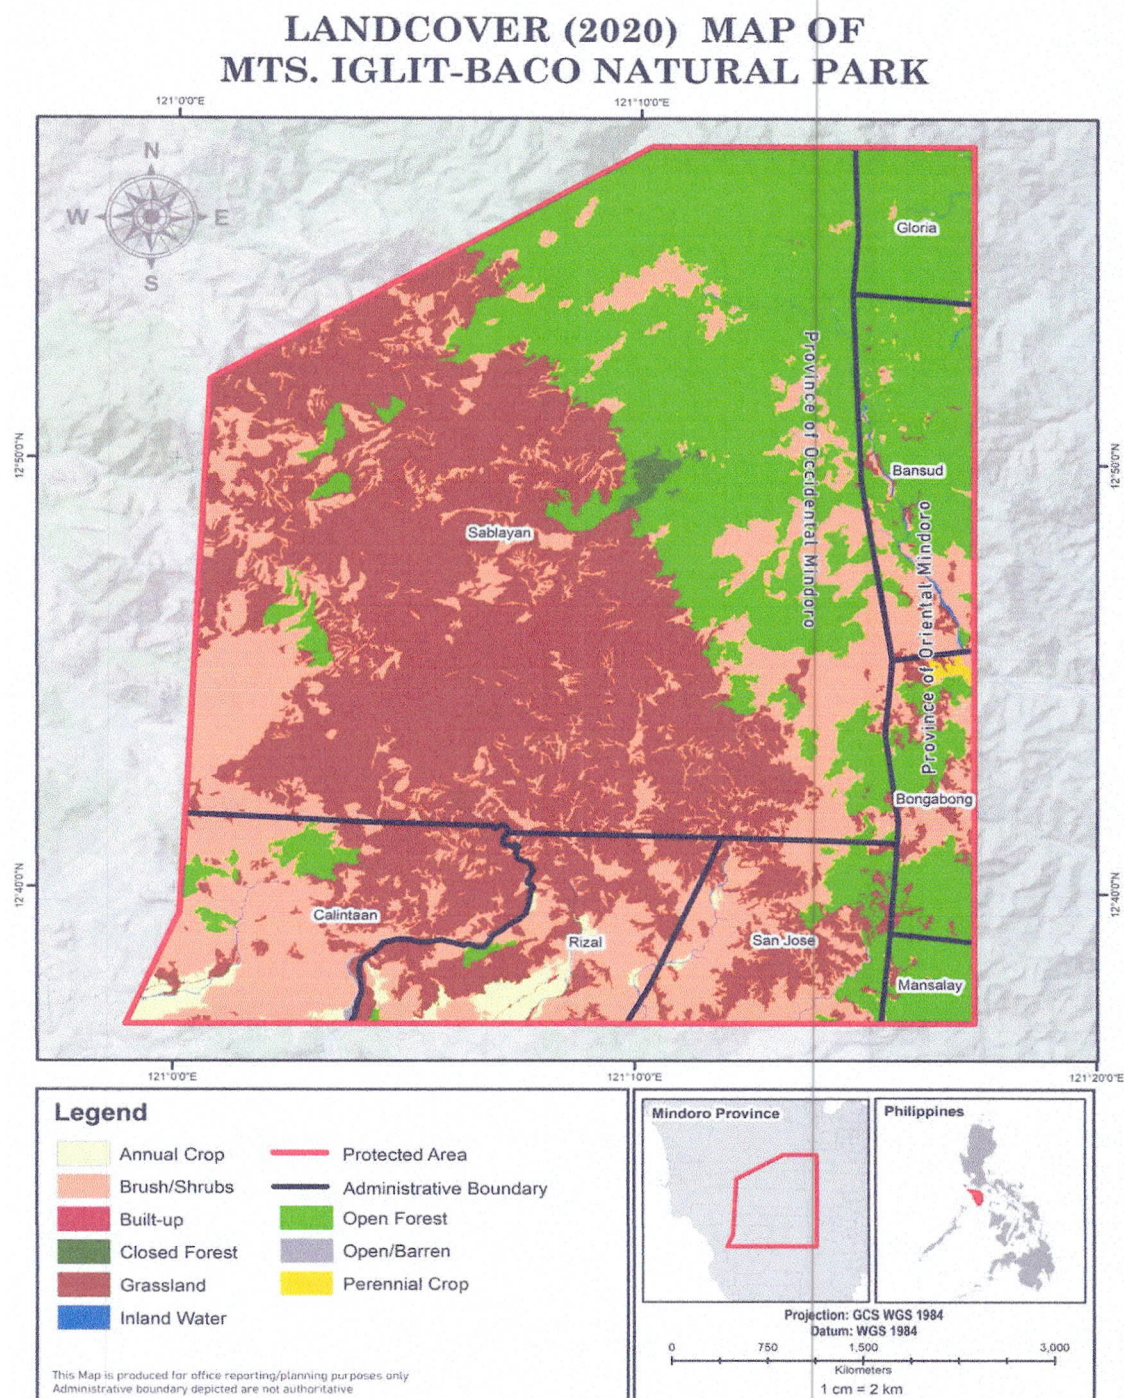 LANDCOVER (2020) MAP OF
MTS. IGLIT-BACO NATURAL PARK
121°0'0"E
121°10'0"E
N
W
E
S
Gloria
Province of Occidental Mindoro
12°50'0"N
12°50'0"N
Bansud
Sablayan
Province of Oriental Mindoro
Bongabong
12°40'0"N
12°40'0"N
Calintaan
Rizal
San Jose
Mansalay
121°0'0"E
121°10'0"E
121°20'0"E
Legend
Annual Crop
Brush/Shrubs
Built-up
Closed Forest
Grassland
Inland Water
Protected Area
Administrative Boundary
Open Forest
Open/Barren
Perennial Crop
This Map is produced for office reporting/planning purposes only
Administrative boundary depicted are not authoritative
Mindoro Province
Philippines
Projection: GCS WGS 1984
Datum: WGS 1984
0 750 1,500 3,000
Kilometers
1 cm = 2 km